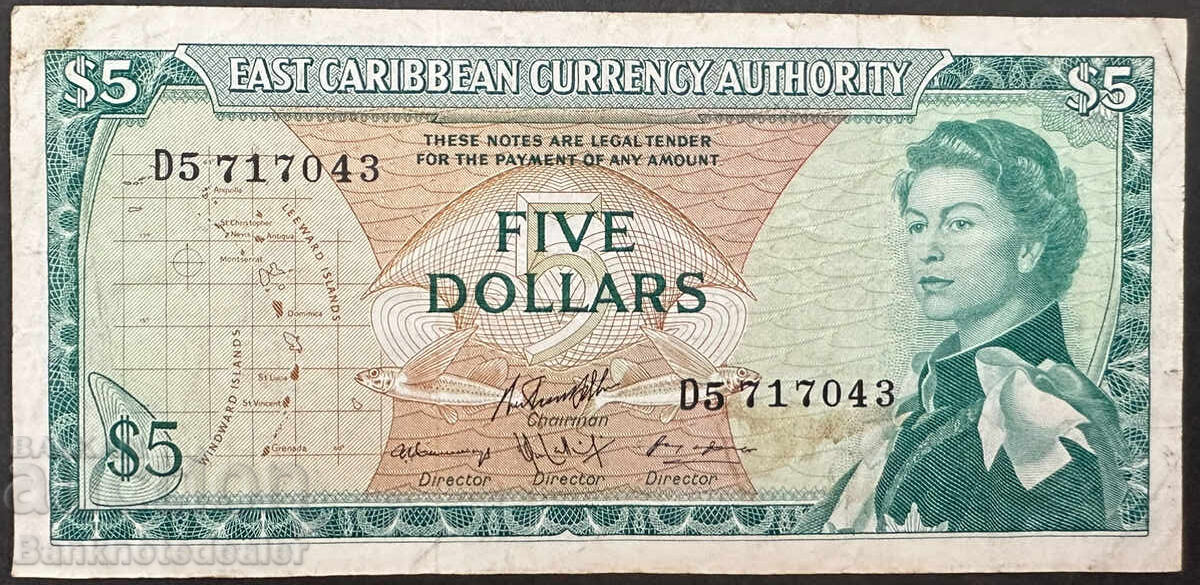 EAST CARIBBEAN CURRENCY AUTHORITY
$5
$5
THESE NOTES ARE LEGAL TENDER
FOR THE PAYMENT OF ANY AMOUNT
D5 717043
Anguilla
St Christopher
Nevis
Antigua
Montserrat
LEEWARD ISLANDS
FIVE
5
DOLLARS
Dominica
WINDWARD ISLANDS
St Lucia
St Vincent
Grenada
D5 717043
Chairman
$5
Director
Director
Director
Banknotedealer